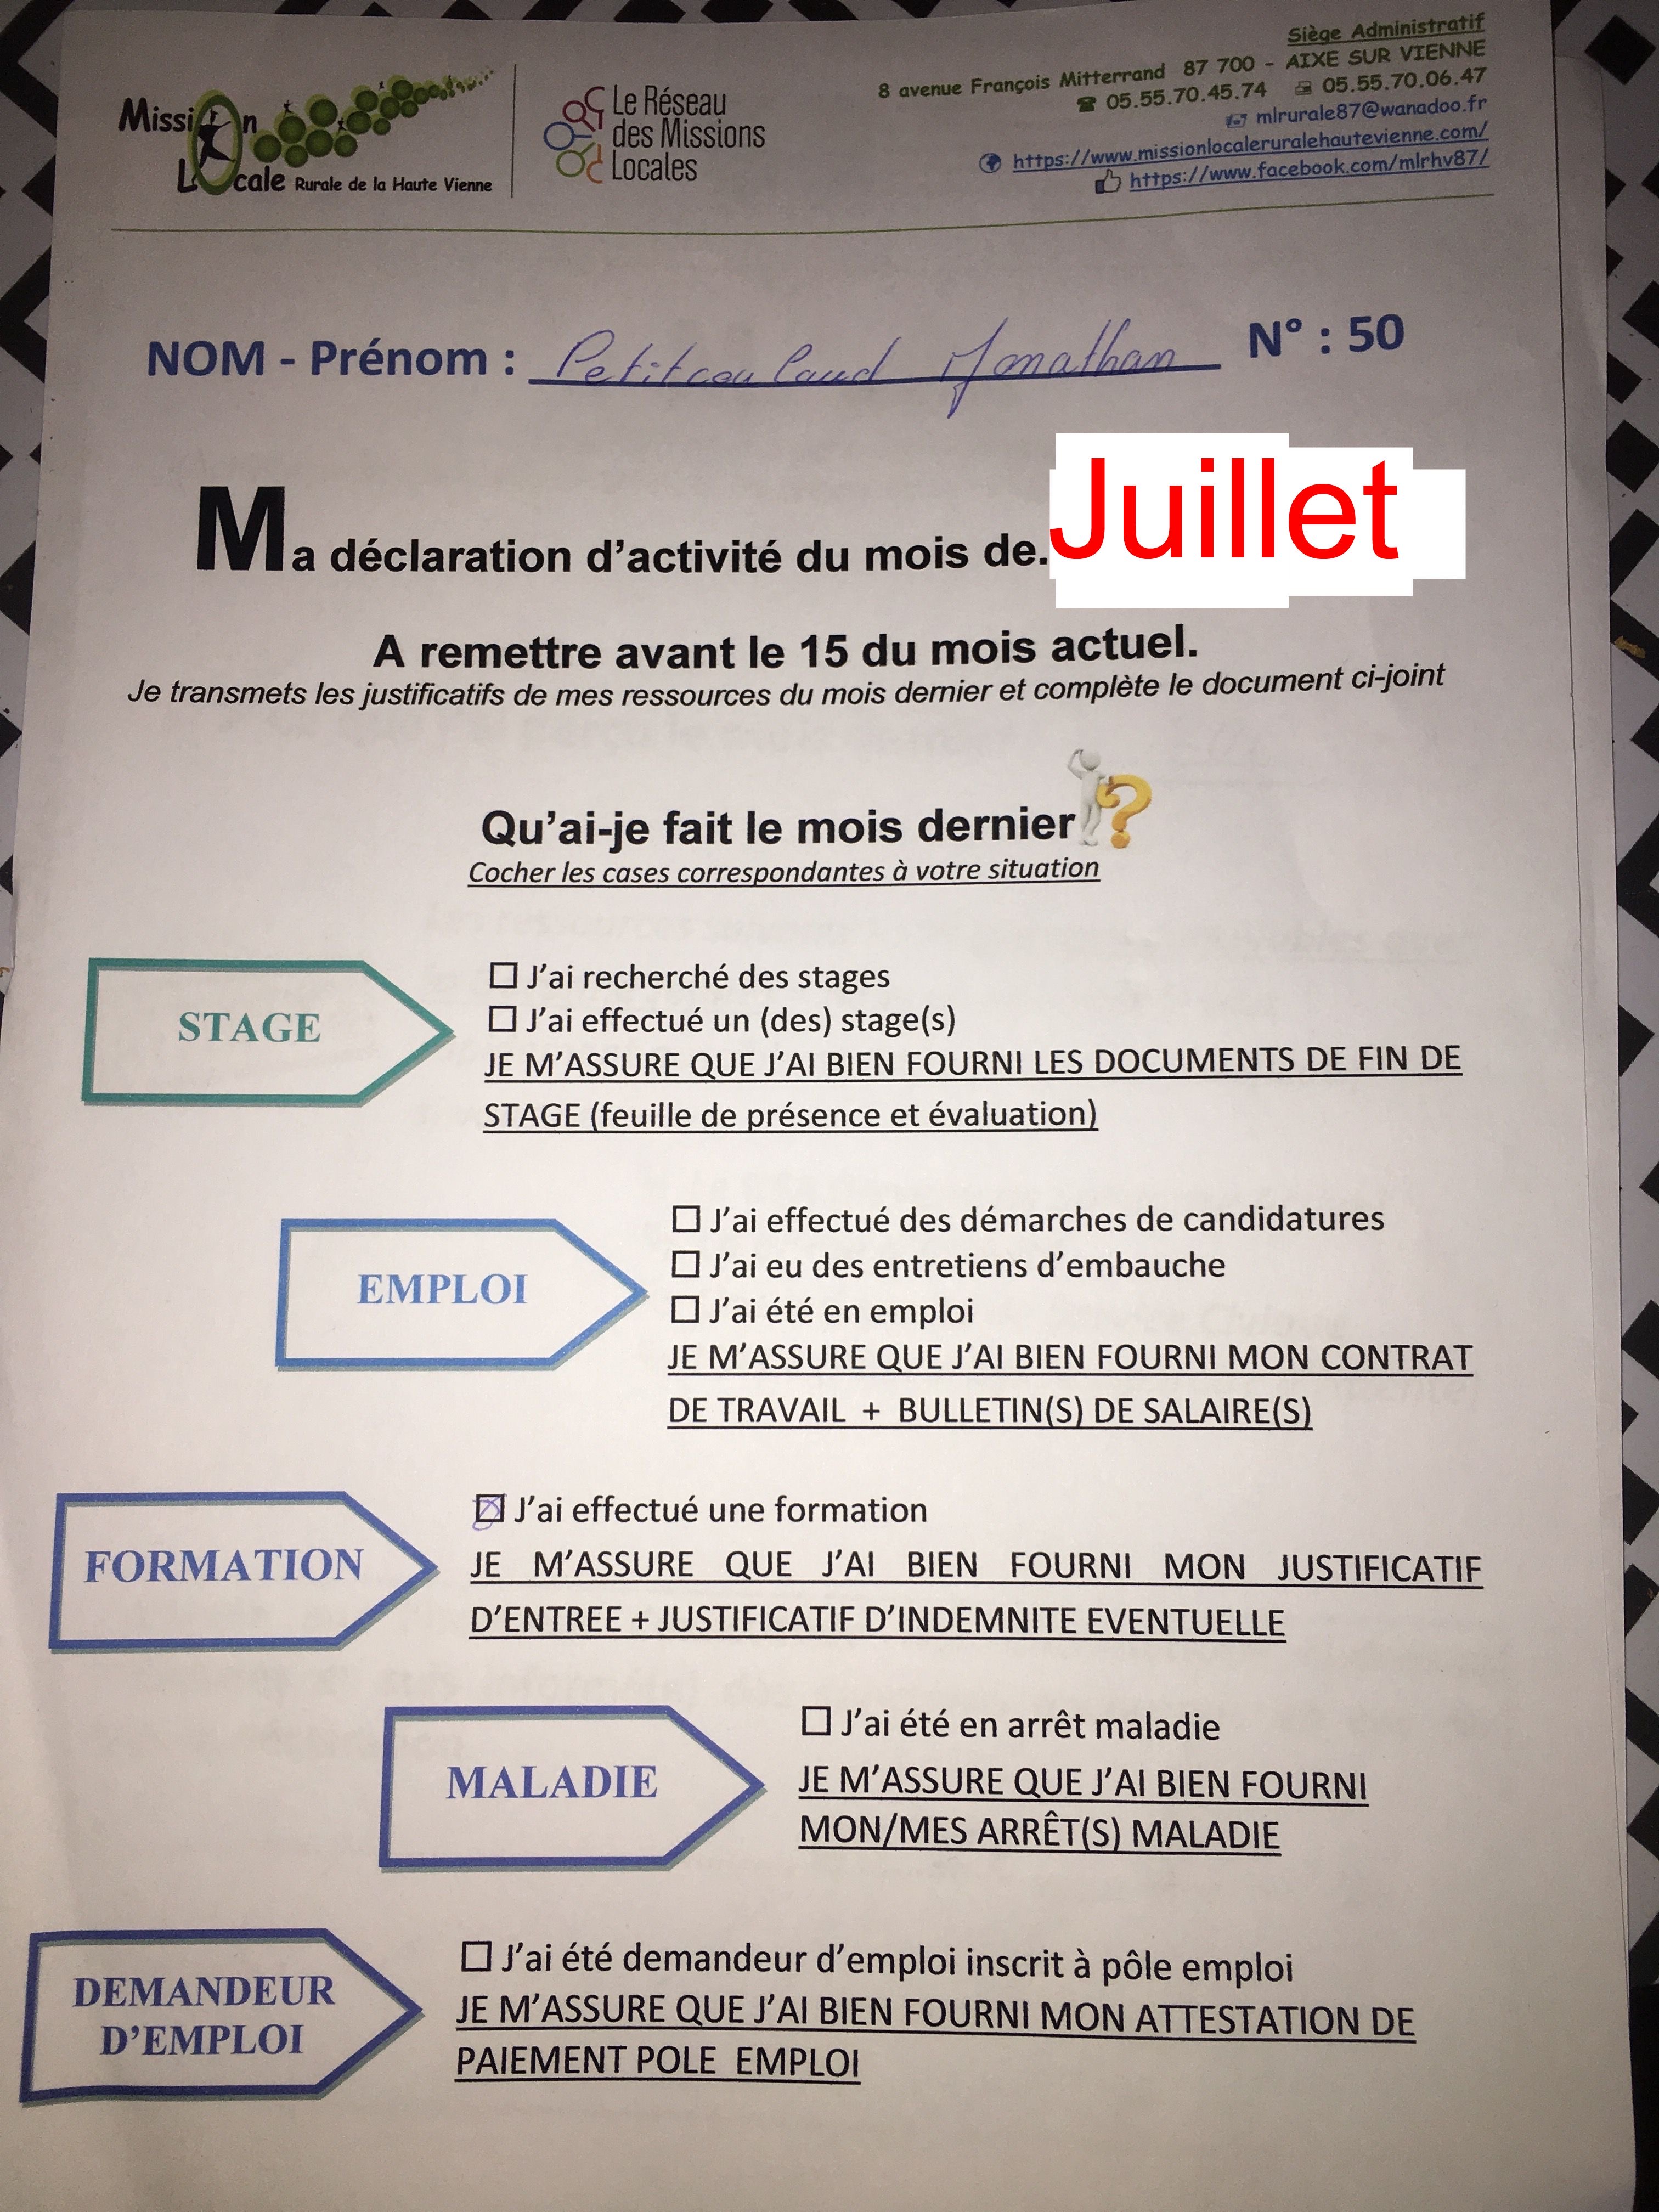 Siège Administratif
8 avenue François Mitterrand 87 700 - AIXE SUR VIENNE
05.55.70.45.74 05.55.70.06.47
mlrurale87@wanadoo.fr
https://www.missionlocaleruralehautevienne.com/
https://www.facebook.com/mlrhv87/
MissiOn
LOcale Rurale de la Haute Vienne
Le Réseau
des Missions
Locales
NOM - Prénom : Petitcoulaud Jonathan N° : 50
Ma déclaration d'activité du mois de. Juillet
A remettre avant le 15 du mois actuel.
Je transmets les justificatifs de mes ressources du mois dernier et complète le document ci-joint
Qu'ai-je fait le mois dernier ?
Cocher les cases correspondantes à votre situation
STAGE
☐ J'ai recherché des stages
☐ J'ai effectué un (des) stage(s)
JE M'ASSURE QUE J'AI BIEN FOURNI LES DOCUMENTS DE FIN DE
STAGE (feuille de présence et évaluation)
EMPLOI
☐ J'ai effectué des démarches de candidatures
☐ J'ai eu des entretiens d'embauche
☐ J'ai été en emploi
JE M'ASSURE QUE J'AI BIEN FOURNI MON CONTRAT
DE TRAVAIL + BULLETIN(S) DE SALAIRE(S)
FORMATION
☒ J'ai effectué une formation
JE M'ASSURE QUE J'AI BIEN FOURNI MON JUSTIFICATIF
D'ENTREE + JUSTIFICATIF D'INDEMNITE EVENTUELLE
MALADIE
☐ J'ai été en arrêt maladie
JE M'ASSURE QUE J'AI BIEN FOURNI
MON/MES ARRÊT(S) MALADIE
DEMANDEUR
D'EMPLOI
☐ J'ai été demandeur d'emploi inscrit à pôle emploi
JE M'ASSURE QUE J'AI BIEN FOURNI MON ATTESTATION DE
PAIEMENT POLE EMPLOI